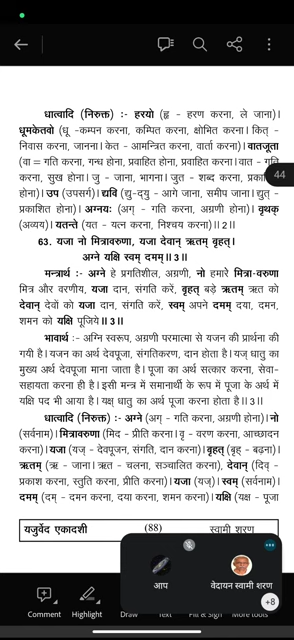 धात्वादि (निरुक्त) :- हरयो (हृ - हरण करना, ले जाना)।
धूमकेतवो (धू -कम्पन करना, कम्पित करना, क्षोभित करना। कित् -
निवास करना, जानना। केत - आमन्त्रित करना, वार्ता करना)। वातजूता
(वा = गति करना, गन्ध होना, प्रवाहित होना, प्रवाहित करना। वात - गति
करना, सुख होना। जु - जाना, भागना। जुत - शब्द करना, प्रका
होना)। उप (उपसर्ग)। द्यवि (द्यु-द्यु - आगे जाना, समीप जाना। द्युत् -
प्रकाशित होना)। अग्नयः (अग् - गति करना, अग्रणी होना)। वृथक्
(अव्यय)। यतन्ते (यत - यत्न करना, निश्चय करना)।।2।।
44
63. यजा नो मित्रावरुणा, यजा देवान् ऋतम् बृहत्।
अग्ने यक्षि स्वम् दमम्।।3।।
मन्त्रार्थ :- अग्ने हे प्रगतिशील, अग्रणी, नो हमारे मित्रा-वरुणा
मित्र और वरणीय, यजा दान, संगति करें, बृहत् बड़े ऋतम् ऋत को
देवान् देवों को यजा दान, संगति करें, स्वम् अपने दमम् दया, दमन,
शमन को यक्षि पूजिये।।3।।
भावार्थ :- अग्नि स्वरूप, अग्रणी परमात्मा से यजन की प्रार्थना की
गयी है। यजन का अर्थ देवपूजा, संगतिकरण, दान होता है। यज् धातु का
मुख्य अर्थ देवपूजा माना जाता है। पूजा का अर्थ सत्कार करना, सेवा-
सहायता करना ही है। इसी मन्त्र में समानार्थी के रूप में पूजा के अर्थ में
यक्षि पद भी आया है। यक्ष् धातु का अर्थ पूजा करना होता है।।3।।
धात्वादि (निरुक्त) :- अग्ने (अग् - गति करना, अग्रणी होना)। नो
(सर्वनाम)। मित्रावरुणा (मिद - प्रीति करना। वृ - वरण करना, आच्छादन
करना)। यजा (यज् - देवपूजन, संगति, दान करना)। बृहत् (बृह - बढ़ना)।
ऋतम् (ऋ - जाना। ऋत - चलना, सञ्चालित करना), देवान् (दिव् -
प्रकाश करना, स्तुति करना, प्रीति करना)। यजा (यज्)। स्वम् (सर्वनाम)।
दमम् (दम् - दमन करना, दया करना, शमन करना)। यक्षि (यक्ष - पूजा
यजुर्वेद एकादशी (88) स्वामी शरण
आप वेदायन स्वामी शरण
+8
Comment Highlight Draw Text Fill & Sign More tools